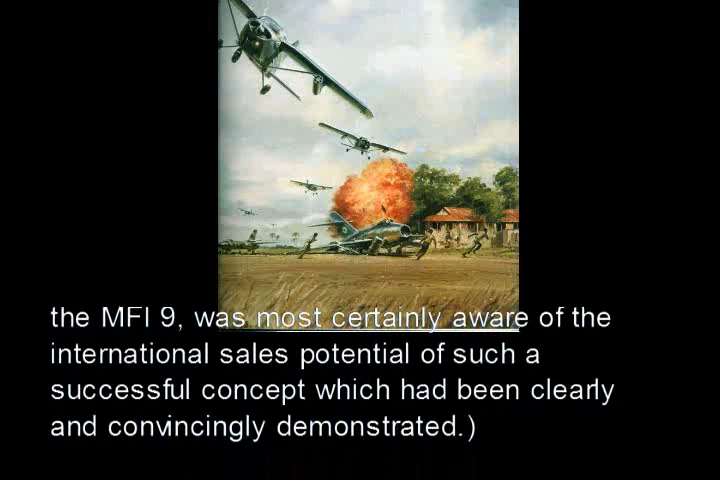 the MFI 9, was most certainly aware of the
international sales potential of such a
successful concept which had been clearly
and convincingly demonstrated.)